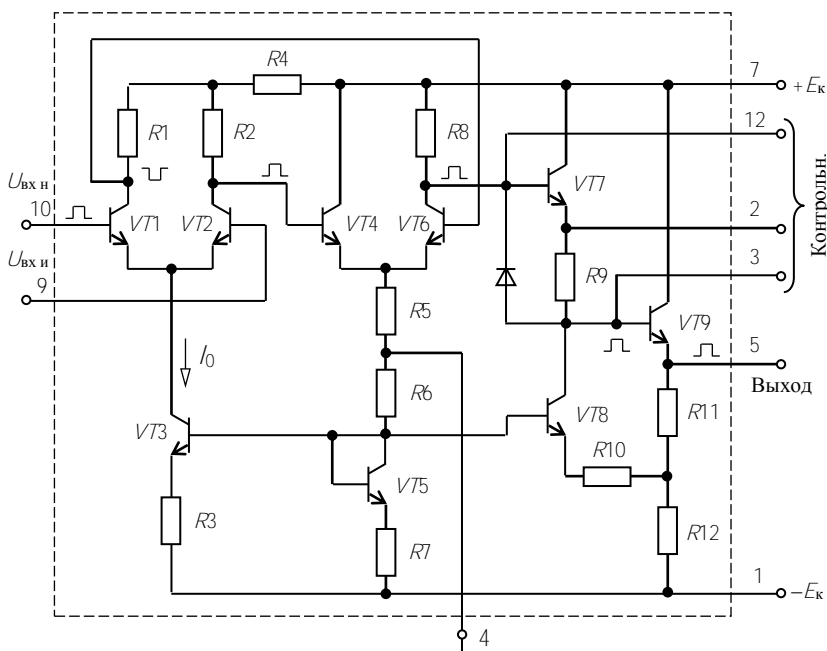 R4
7
+Eк
R1
R2
R8
12
Uвх н
10
VT1
VT2
VT4
VT6
VT7
2
Контрольн.
Uвх и
9
R9
3
R5
VT9
5
I0
R6
Выход
VT3
VT8
R11
R10
VT5
R3
R7
R12
1
−Eк
4